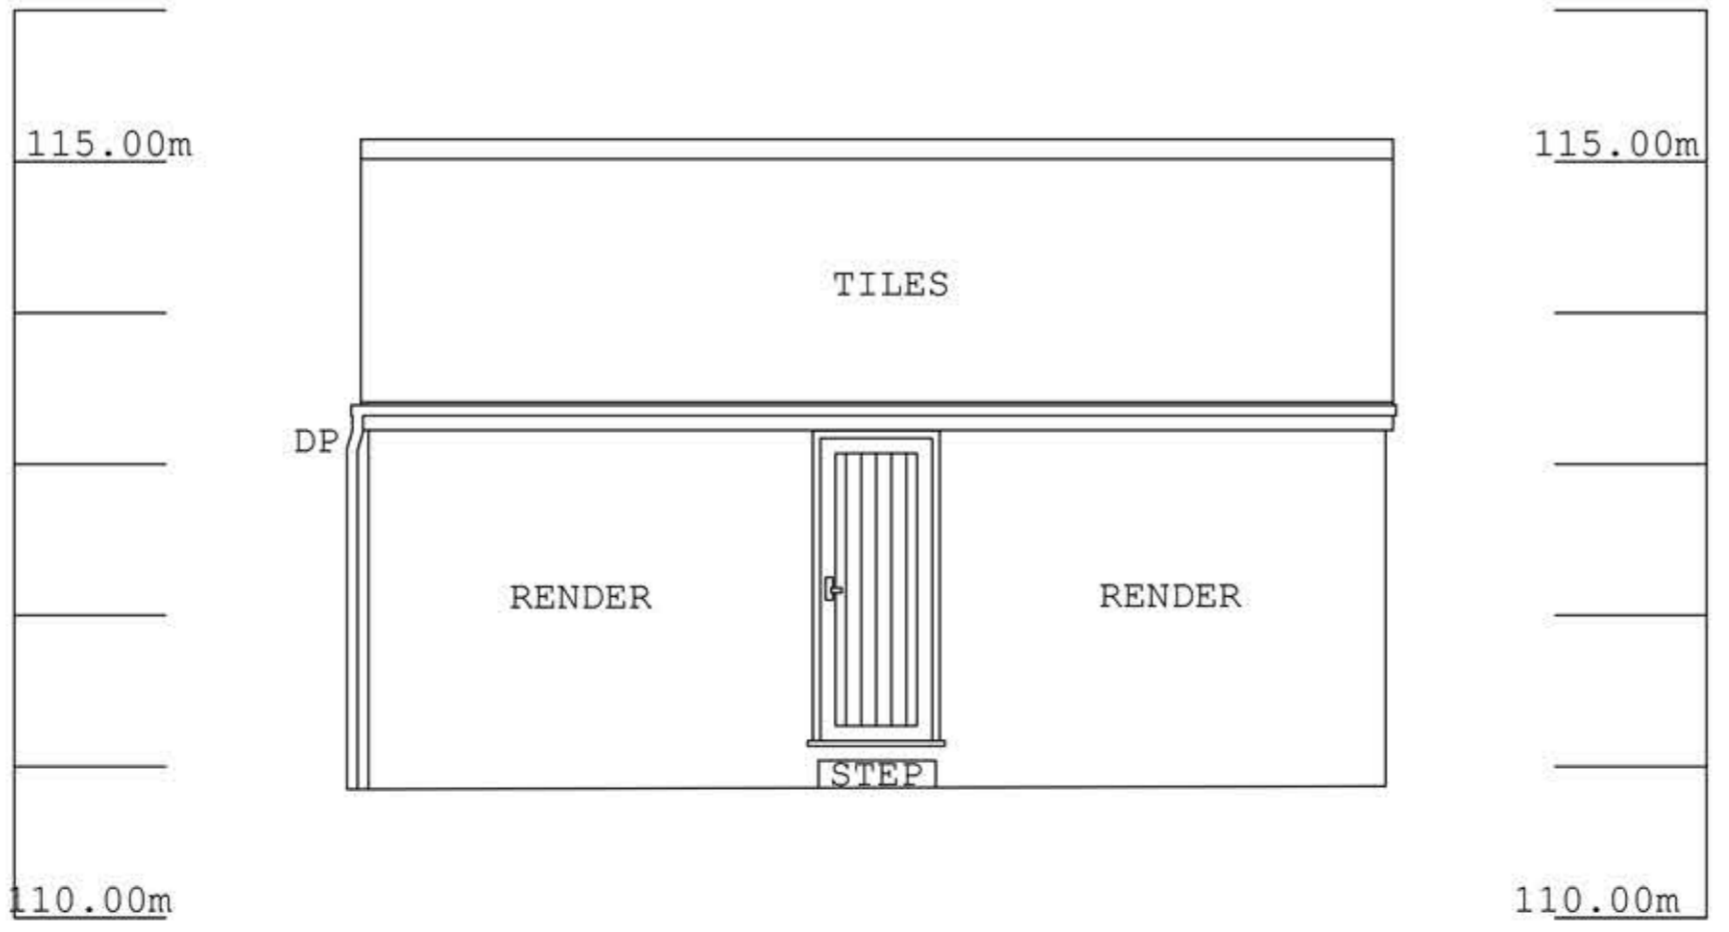 115.00m 115.00m
TILES
DP
RENDER RENDER
STEP
110.00m 110.00m